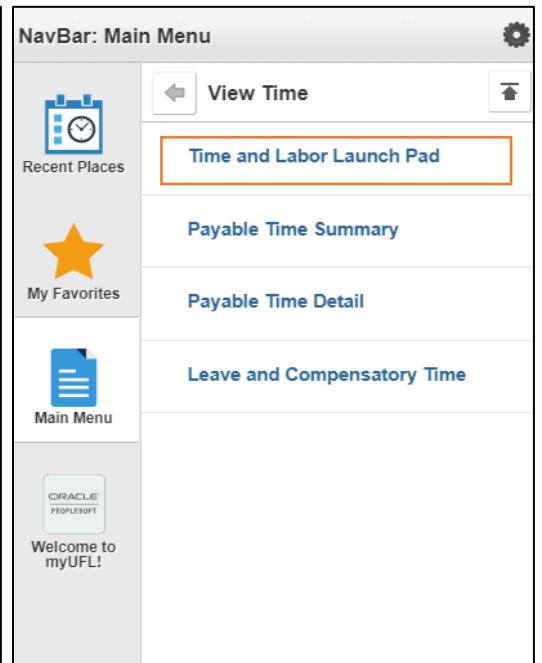 NavBar: Main Menu
Recent Places
My Favorites
Main Menu
ORACLE
PEOPLESOFT
Welcome to
myUFL!
View Time
Time and Labor Launch Pad
Payable Time Summary
Payable Time Detail
Leave and Compensatory Time